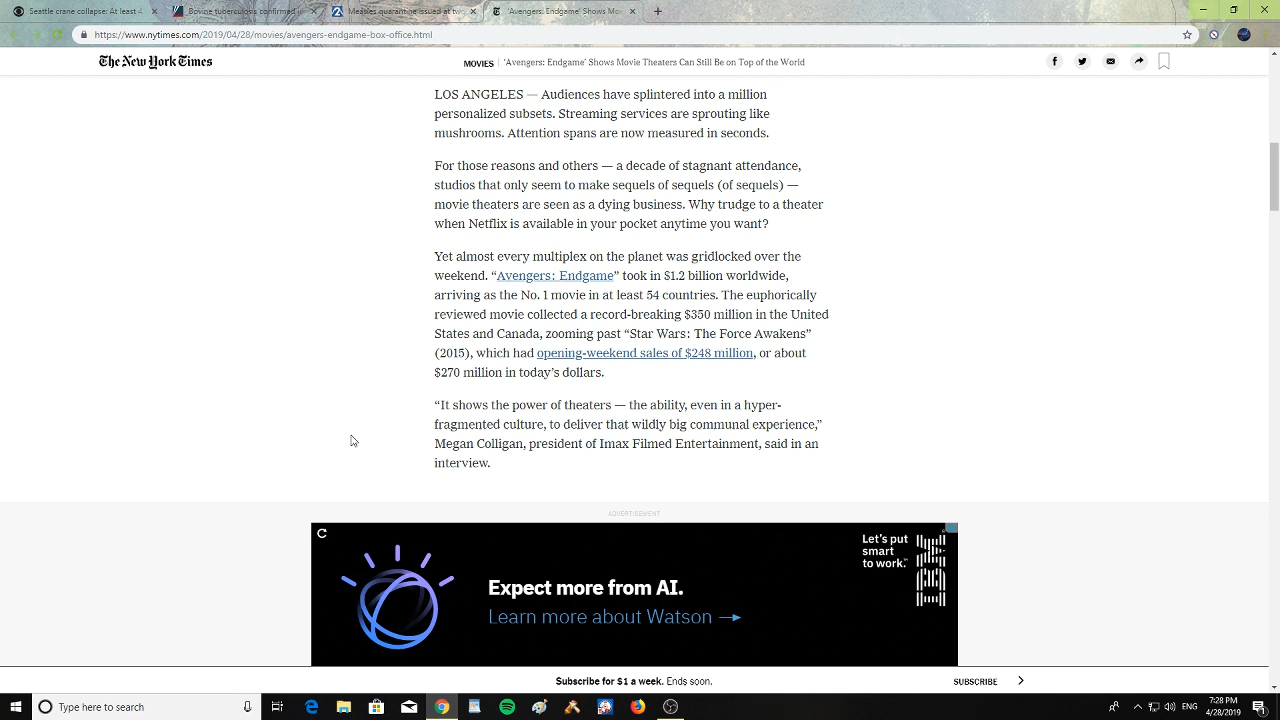 Seattle crane collapse: At least 4
Bovine tuberculosis confirmed i
Measles quarantine issued two
'Avengers: Endgame' Shows Mo
https://www.nytimes.com/2019/04/28/movies/avengers-endgame-box-office.html
The New York Times
MOVIES | 'Avengers: Endgame' Shows Movie Theaters Can Still Be on Top of the World
LOS ANGELES — Audiences have splintered into a million
personalized subsets. Streaming services are sprouting like
mushrooms. Attention spans are now measured in seconds.
For those reasons and others — a decade of stagnant attendance,
studios that only seem to make sequels of sequels (of sequels) —
movie theaters are seen as a dying business. Why trudge to a theater
when Netflix is available in your pocket anytime you want?
Yet almost every multiplex on the planet was gridlocked over the
weekend. “Avengers: Endgame” took in $1.2 billion worldwide,
arriving as the No. 1 movie in at least 54 countries. The euphorically
reviewed movie collected a record-breaking $350 million in the United
States and Canada, zooming past “Star Wars: The Force Awakens”
(2015), which had opening-weekend sales of $248 million, or about
$270 million in today’s dollars.
“It shows the power of theaters — the ability, even in a hyper-
fragmented culture, to deliver that wildly big communal experience,”
Megan Colligan, president of Imax Filmed Entertainment, said in an
interview.
ADVERTISEMENT
Let's put
smart
to work.
IBM
Expect more from AI.
Learn more about Watson →
Subscribe for $1 a week. Ends soon.
SUBSCRIBE
Type here to search
ENG
7:28 PM
4/28/2019